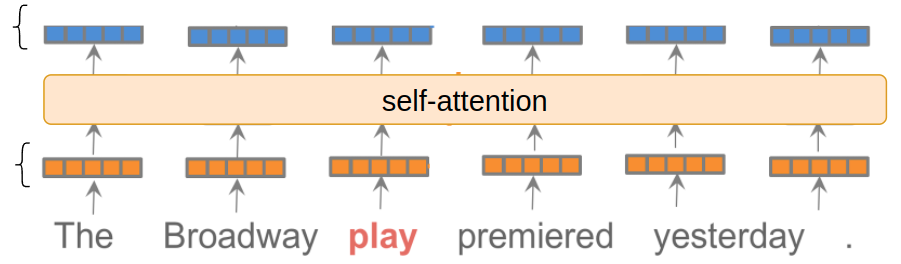 self-attention
The Broadway play premiered yesterday .